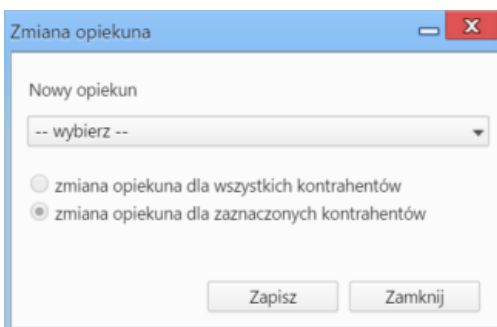 Zmiana opiekuna
Nowy opiekun
-- wybierz --
zmiana opiekuna dla wszystkich kontrahentów
zmiana opiekuna dla zaznaczonych kontrahentów
Zapisz Zamknij